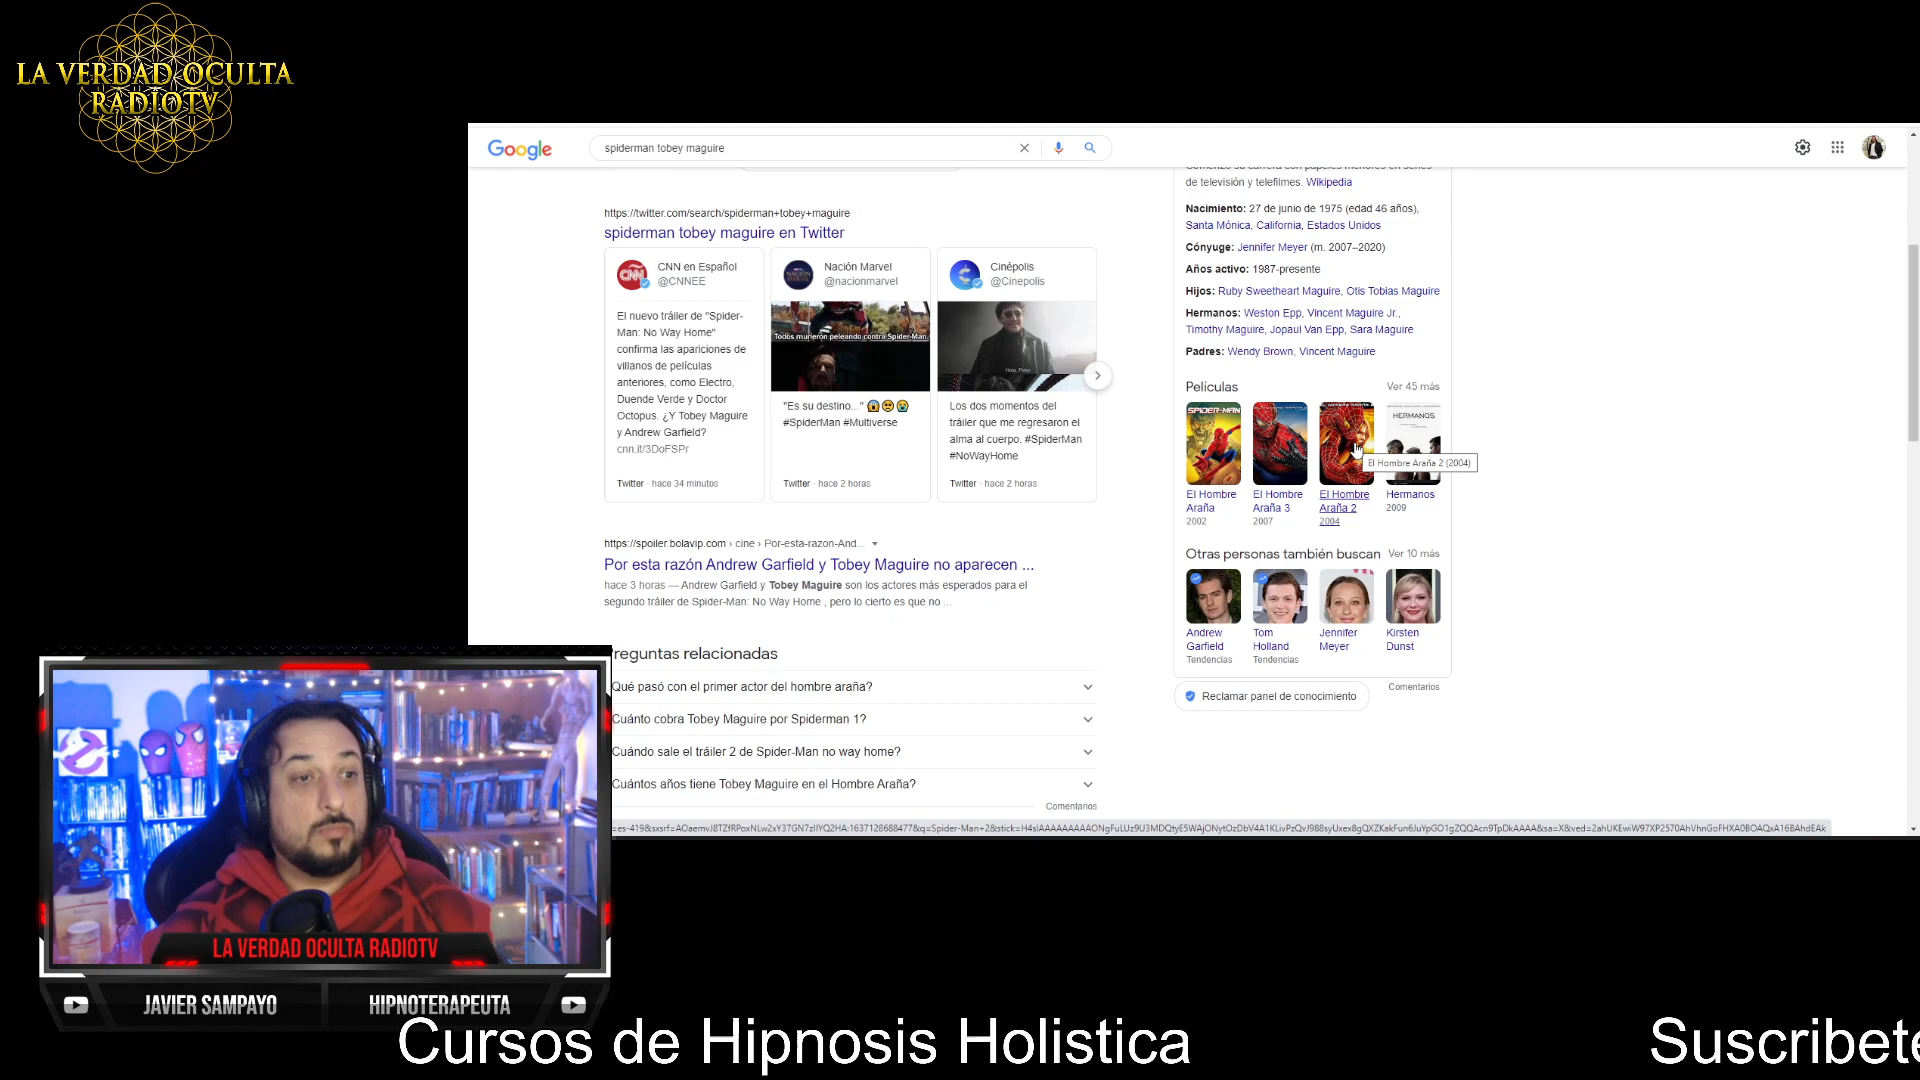 LA VERDAD OCULTA
RADIOTV
Google
spiderman tobey maguire
de televisión y telefilmes. Wikipedia
Nacimiento: 27 de junio de 1975 (edad 46 años),
Santa Mónica, California, Estados Unidos
Cónyuge: Jennifer Meyer (m. 2007–2020)
Años activo: 1987-presente
Hijos: Ruby Sweetheart Maguire, Otis Tobias Maguire
Hermanos: Weston Epp, Vincent Maguire Jr.,
Timothy Maguire, Jopaul Van Epp, Sara Maguire
Padres: Wendy Brown, Vincent Maguire
Películas
Ver 45 más
SPIDER-MAN
HERMANOS
El Hombre Araña 2 (2004)
El Hombre
Araña
2002
El Hombre
Araña 3
2007
El Hombre
Araña 2
2004
Hermanos
2009
Otras personas también buscan
Ver 10 más
Andrew
Garfield
Tendencias
Tom
Holland
Tendencias
Jennifer
Meyer
Kirsten
Dunst
Reclamar panel de conocimiento
Comentarios
https://twitter.com/search/spiderman+tobey+maguire
spiderman tobey maguire en Twitter
CNN en Español
@CNNEE
El nuevo tráiler de "Spider-
Man: No Way Home"
confirma las apariciones de
villanos de películas
anteriores, como Electro,
Duende Verde y Doctor
Octopus. ¿Y Tobey Maguire
y Andrew Garfield?
cnn.it/3DoFSPr
Twitter · hace 34 minutos
Nación Marvel
@nacionmarvel
Todos murieron peleando contra Spider-Man.
"Es su destino..." 😱🥺😭
#SpiderMan #Multiverse
Twitter · hace 2 horas
Cinépolis
@Cinepolis
Hola, Peter.
Los dos momentos del
tráiler que me regresaron el
alma al cuerpo. #SpiderMan
#NoWayHome
Twitter · hace 2 horas
https://spoiler.bolavip.com › cine › Por-esta-razon-And...
Por esta razón Andrew Garfield y Tobey Maguire no aparecen ...
hace 3 horas — Andrew Garfield y Tobey Maguire son los actores más esperados para el
segundo tráiler de Spider-Man: No Way Home , pero lo cierto es que no ...
reguntas relacionadas
Qué pasó con el primer actor del hombre araña?
Cuánto cobra Tobey Maguire por Spiderman 1?
Cuándo sale el tráiler 2 de Spider-Man no way home?
Cuántos años tiene Tobey Maguire en el Hombre Araña?
Comentarios
LA VERDAD OCULTA RADIOTV
JAVIER SAMPAYO
HIPNOTERAPEUTA
Cursos de Hipnosis Holistica
Suscribete